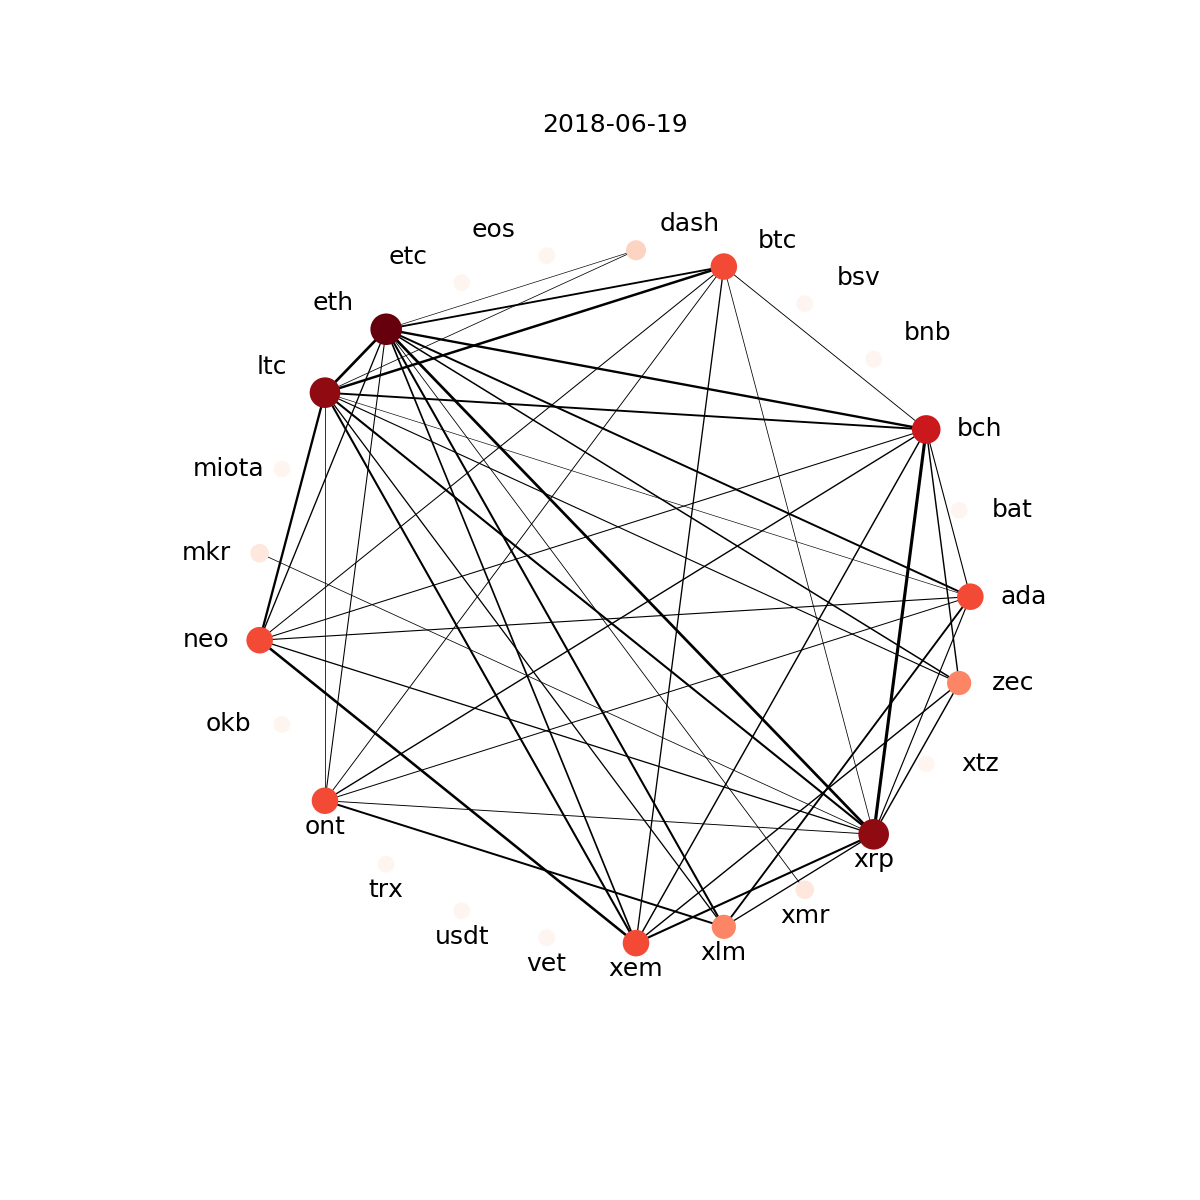 2018-06-19
dash
eos
btc
etc
bsv
eth
bnb
ltc
bch
miota
bat
mkr
ada
neo
zec
okb
xtz
ont
xrp
trx
xmr
usdt
xlm
vet
xem